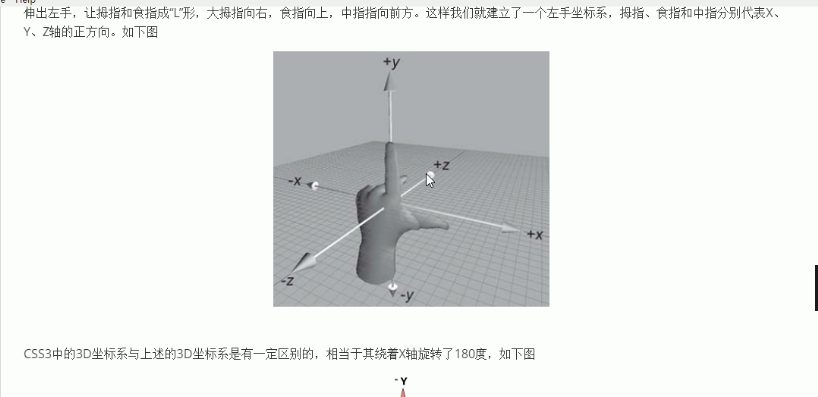 伸出左手，让拇指和食指成“L”形，大拇指向右，食指向上，中指指向前方。这样我们就建立了一个左手坐标系，拇指、食指和中指分别代表X、
Y、Z轴的正方向。如下图
+y
+z
-x
+x
-z
-y
CSS3中的3D坐标系与上述的3D坐标系是有一定区别的，相当于其绕着X轴旋转了180度，如下图
- Y